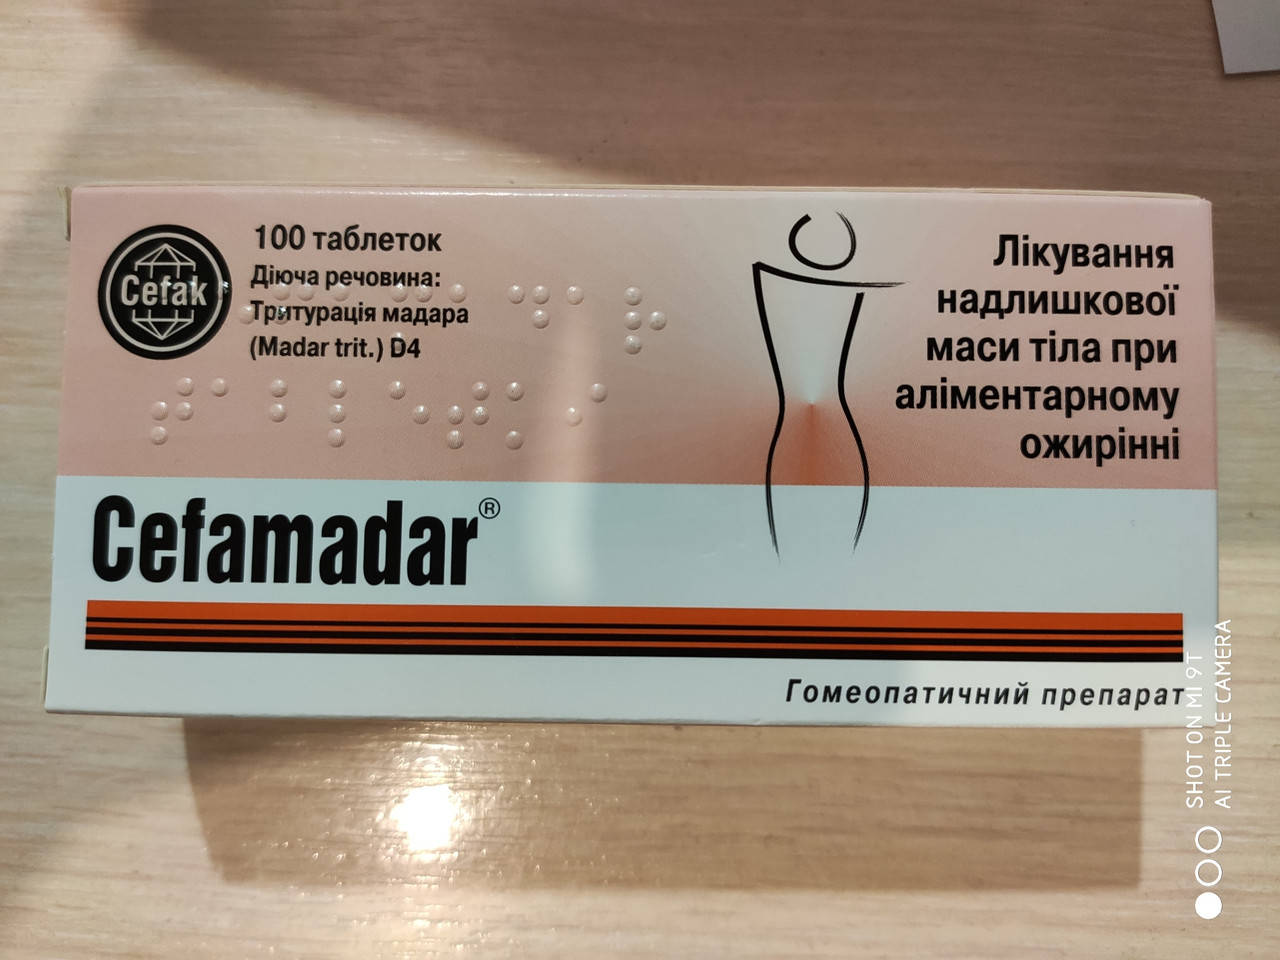 Cefak
100 таблеток
Діюча речовина:
Тритурація мадара
(Madar trit.) D4
Лікування
надлишкової
маси тіла при
аліментарному
ожирінні
Cefamadar®
Гомеопатичний препарат
SHOT ON MI 9T
AI TRIPLE CAMERA